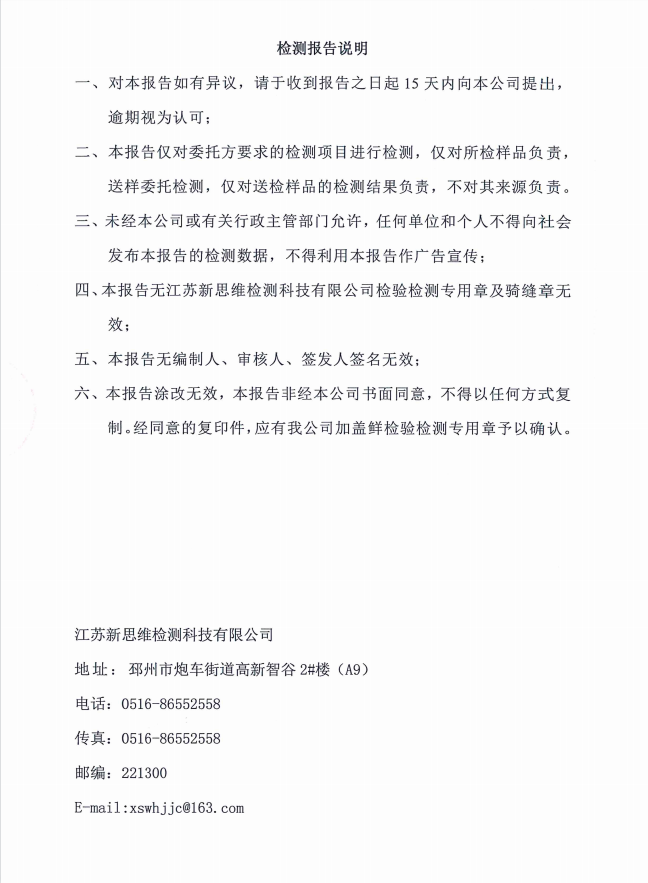 检测报告说明
一、对本报告如有异议，请于收到报告之日起 15 天内向本公司提出，
逾期视为认可；
二、本报告仅对委托方要求的检测项目进行检测，仅对所检样品负责，
送样委托检测，仅对送检样品的检测结果负责，不对其来源负责。
三、未经本公司或有关行政主管部门允许，任何单位和个人不得向社会
发布本报告的检测数据，不得利用本报告作广告宣传；
四、本报告无江苏新思维检测科技有限公司检验检测专用章及骑缝章无
效；
五、本报告无编制人、审核人、签发人签名无效；
六、本报告涂改无效，本报告非经本公司书面同意，不得以任何方式复
制。经同意的复印件，应有我公司加盖鲜检验检测专用章予以确认。
江苏新思维检测科技有限公司
地址：邳州市炮车街道高新智谷 2#楼（A9）
电话：0516-86552558
传真：0516-86552558
邮编：221300
E-mail:xswhjjc@163.com